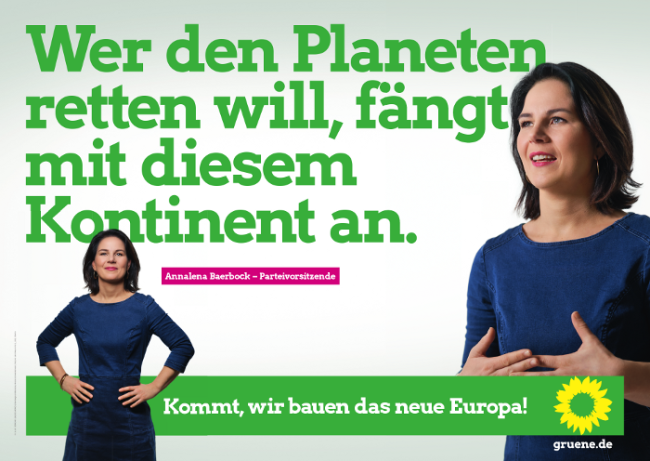 Wer den Planeten
retten will, fängt
mit diesem
Kontinent an.
Annalena Baerbock – Parteivorsitzende
Kommt, wir bauen das neue Europa!
gruene.de